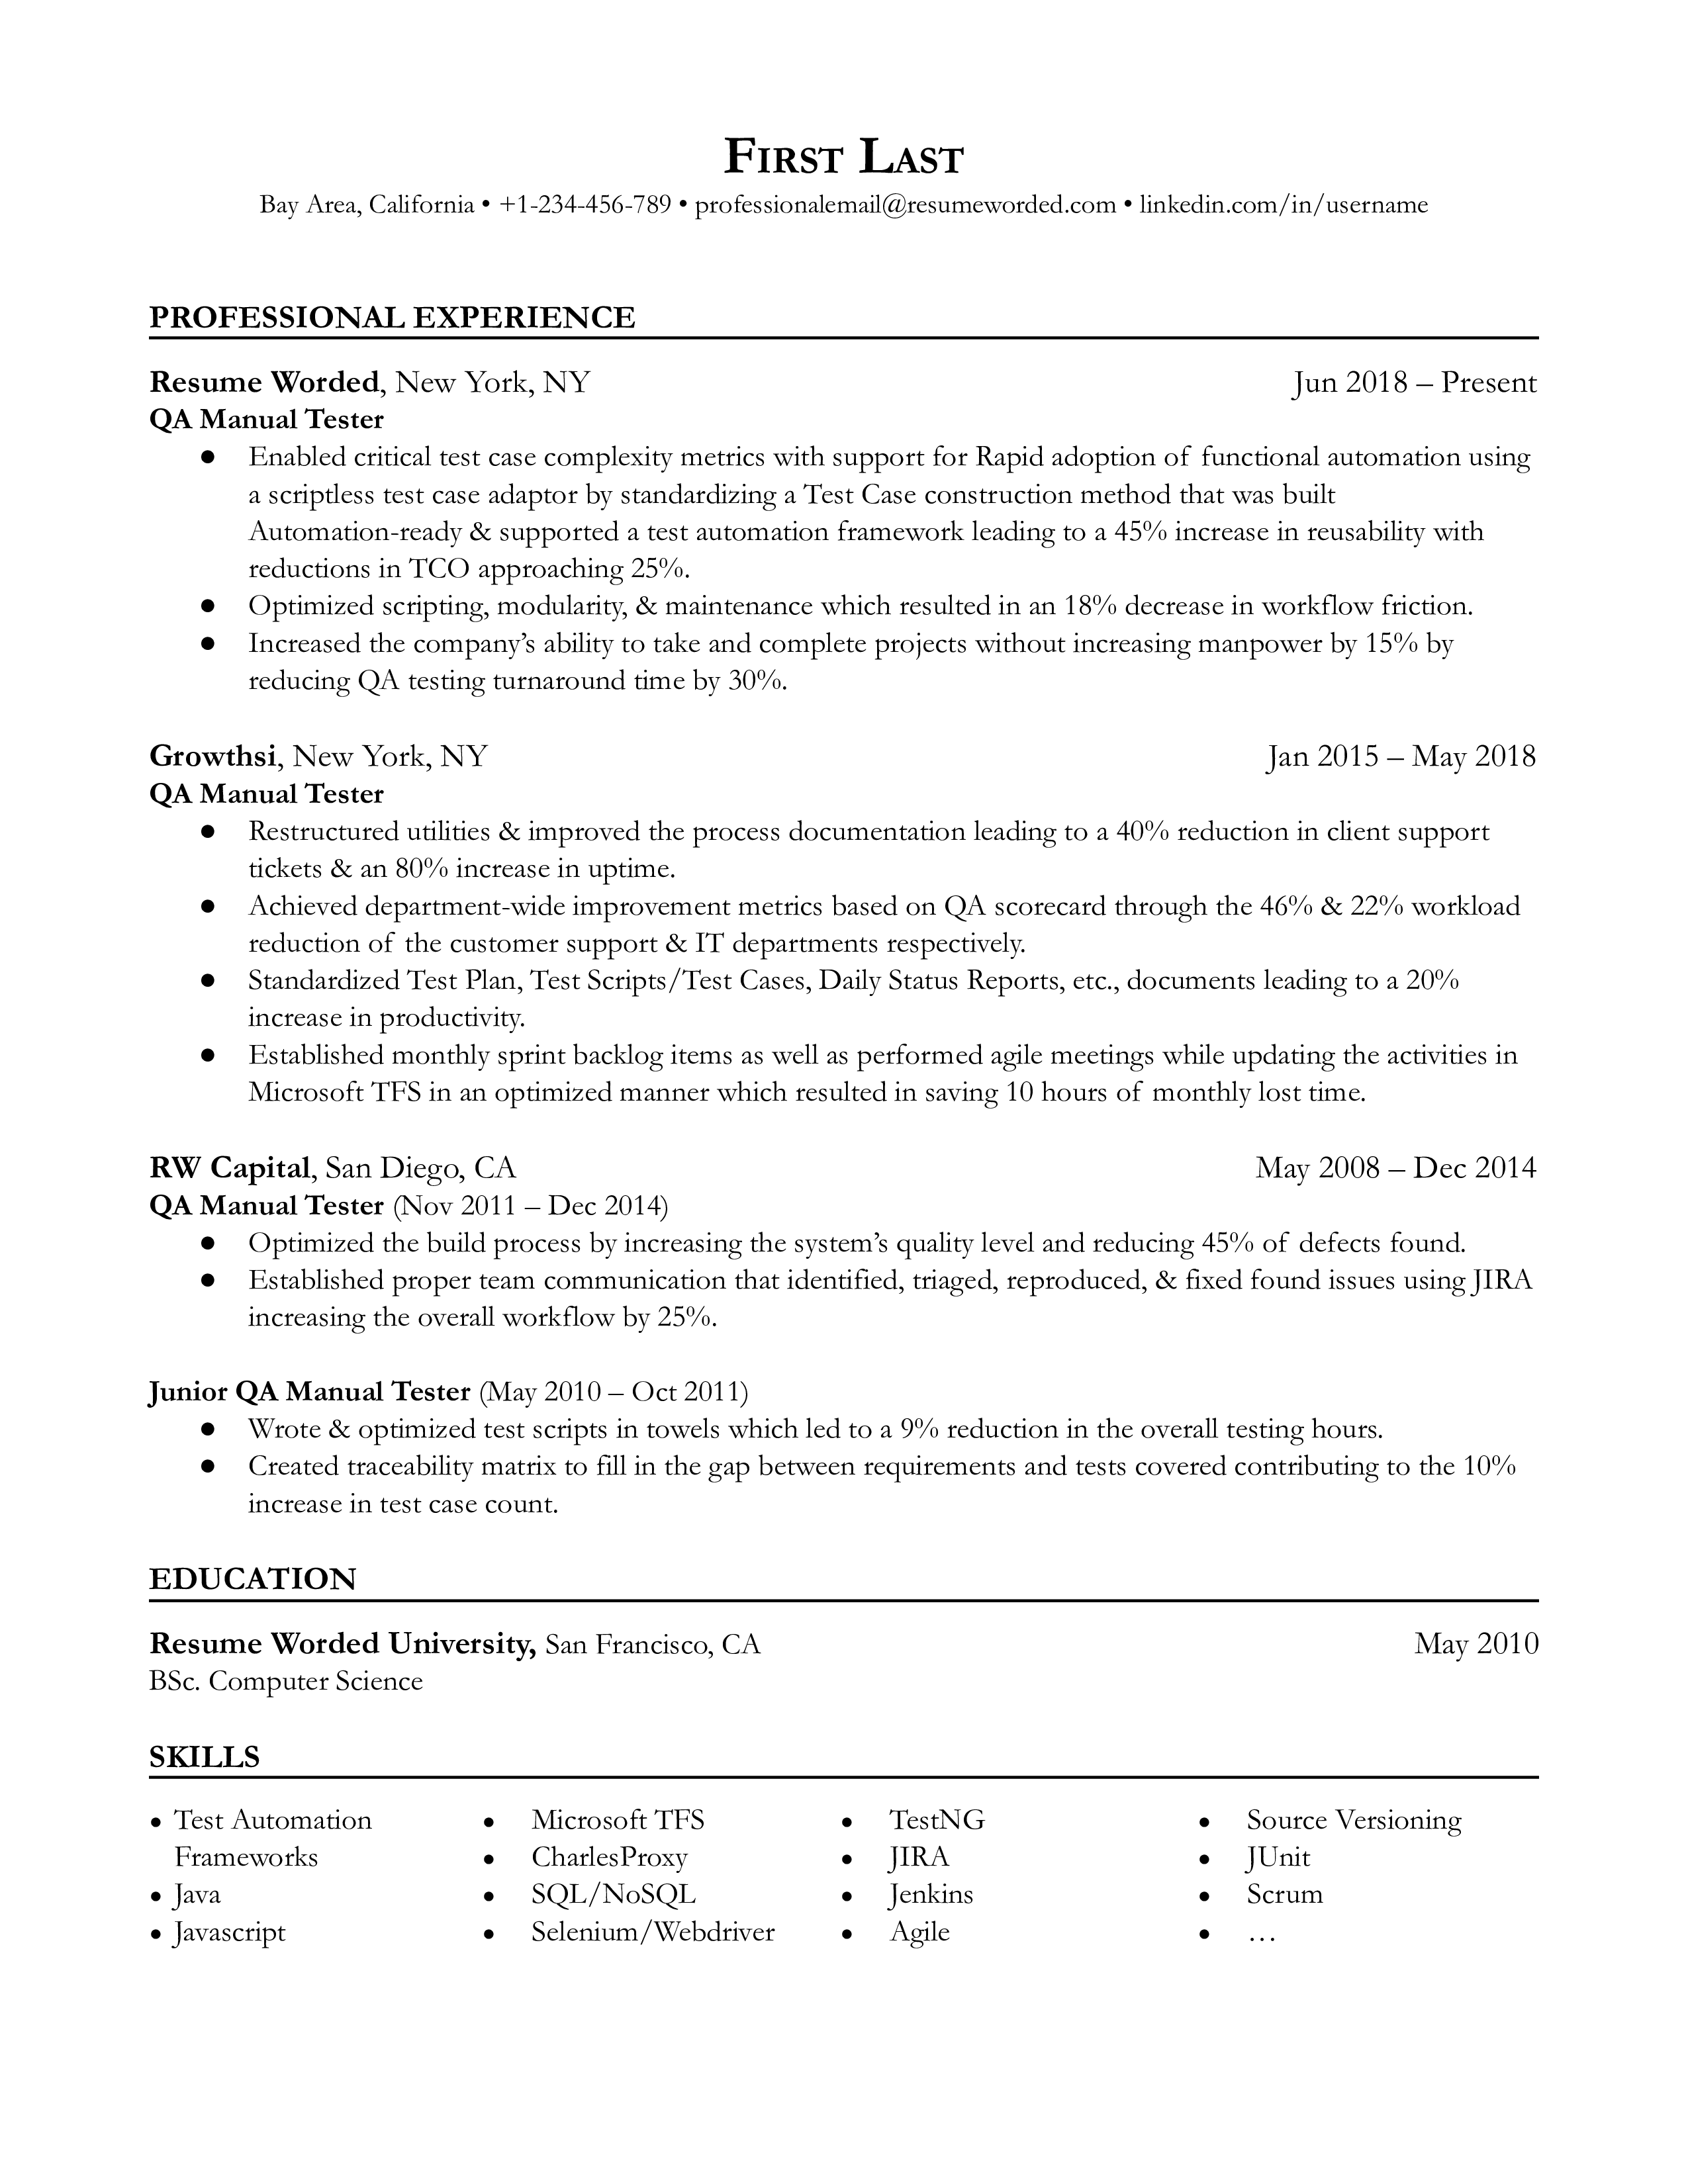 First Last
Bay Area, California • +1-234-456-789 • professionalemail@resumeworded.com • linkedin.com/in/username
PROFESSIONAL EXPERIENCE
Resume Worded, New York, NY Jun 2018 – Present
QA Manual Tester
● Enabled critical test case complexity metrics with support for Rapid adoption of functional automation using
a scriptless test case adaptor by standardizing a Test Case construction method that was built
Automation-ready & supported a test automation framework leading to a 45% increase in reusability with
reductions in TCO approaching 25%.
● Optimized scripting, modularity, & maintenance which resulted in an 18% decrease in workflow friction.
● Increased the company’s ability to take and complete projects without increasing manpower by 15% by
reducing QA testing turnaround time by 30%.
Growthsi, New York, NY Jan 2015 – May 2018
QA Manual Tester
● Restructured utilities & improved the process documentation leading to a 40% reduction in client support
tickets & an 80% increase in uptime.
● Achieved department-wide improvement metrics based on QA scorecard through the 46% & 22% workload
reduction of the customer support & IT departments respectively.
● Standardized Test Plan, Test Scripts/Test Cases, Daily Status Reports, etc., documents leading to a 20%
increase in productivity.
● Established monthly sprint backlog items as well as performed agile meetings while updating the activities in
Microsoft TFS in an optimized manner which resulted in saving 10 hours of monthly lost time.
RW Capital, San Diego, CA May 2008 – Dec 2014
QA Manual Tester (Nov 2011 – Dec 2014)
● Optimized the build process by increasing the system’s quality level and reducing 45% of defects found.
● Established proper team communication that identified, triaged, reproduced, & fixed found issues using JIRA
increasing the overall workflow by 25%.
Junior QA Manual Tester (May 2010 – Oct 2011)
● Wrote & optimized test scripts in towels which led to a 9% reduction in the overall testing hours.
● Created traceability matrix to fill in the gap between requirements and tests covered contributing to the 10%
increase in test case count.
EDUCATION
Resume Worded University, San Francisco, CA May 2010
BSc. Computer Science
SKILLS
• Test Automation
Frameworks
• Java
• Javascript
• Microsoft TFS
• CharlesProxy
• SQL/NoSQL
• Selenium/Webdriver
• TestNG
• JIRA
• Jenkins
• Agile
• Source Versioning
• JUnit
• Scrum
• …